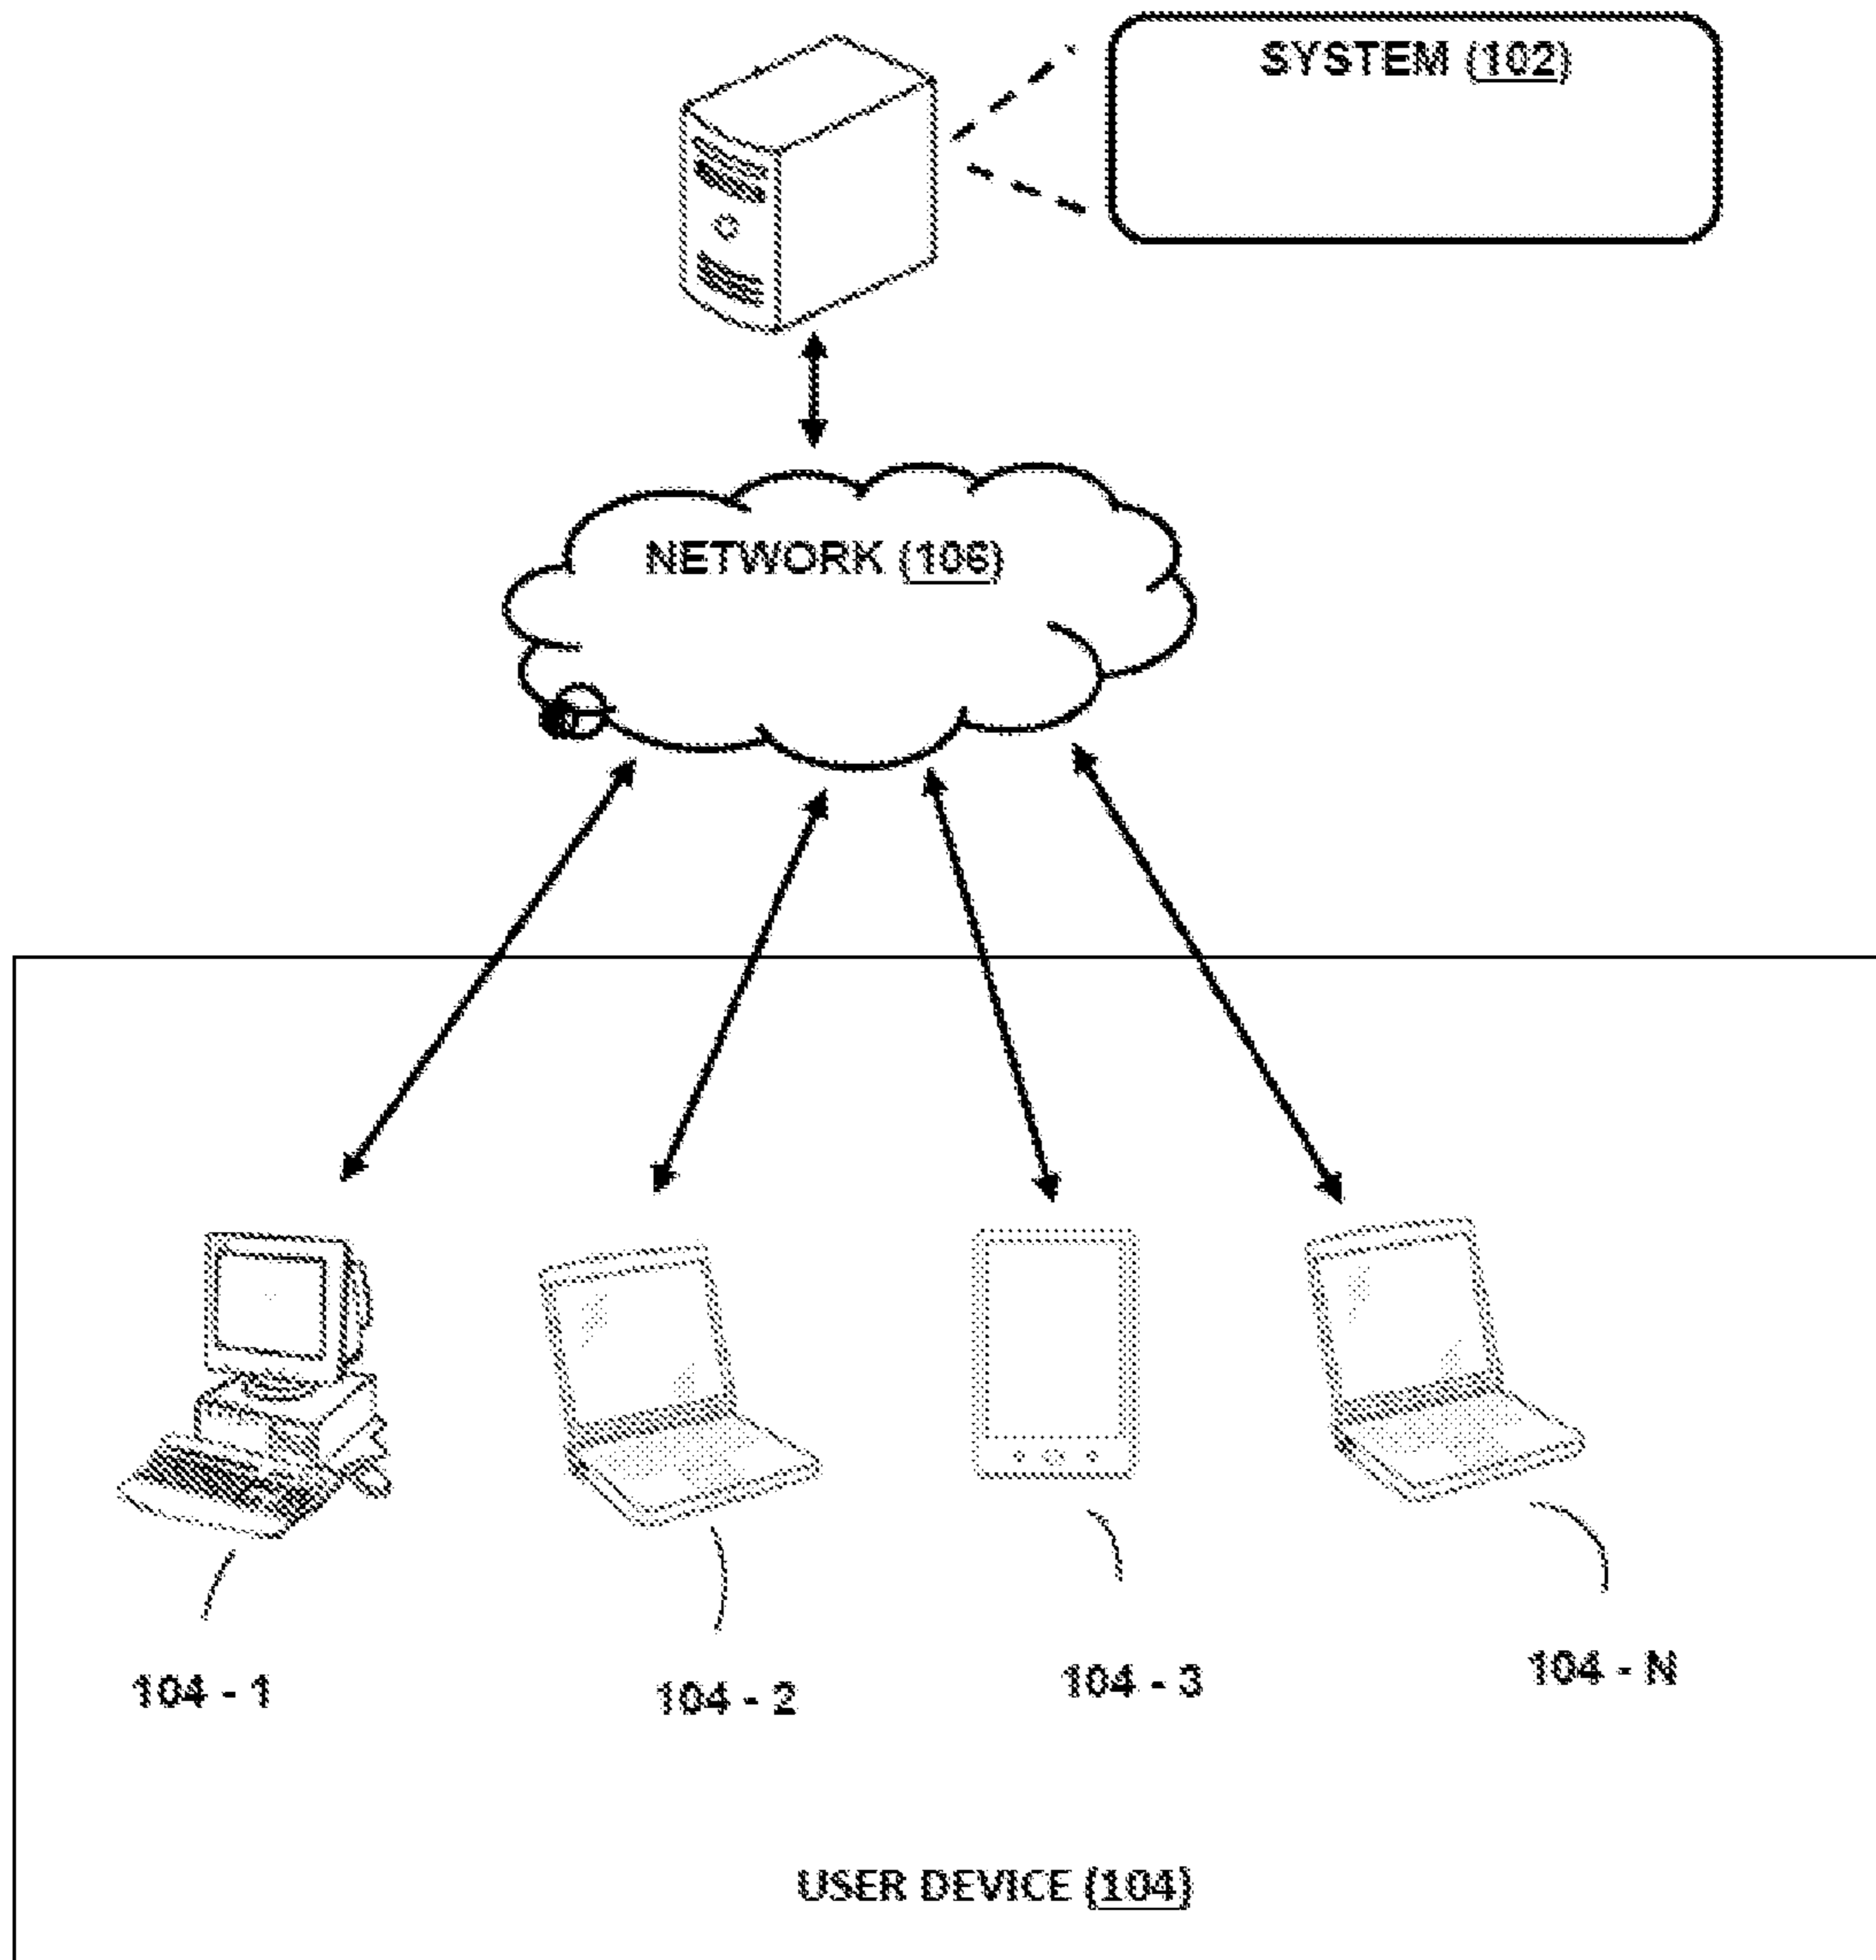 SYSTEM (102)
NETWORK (106)
104 - 1
104 - 2
104 - 3
104 - N
USER DEVICE (104)